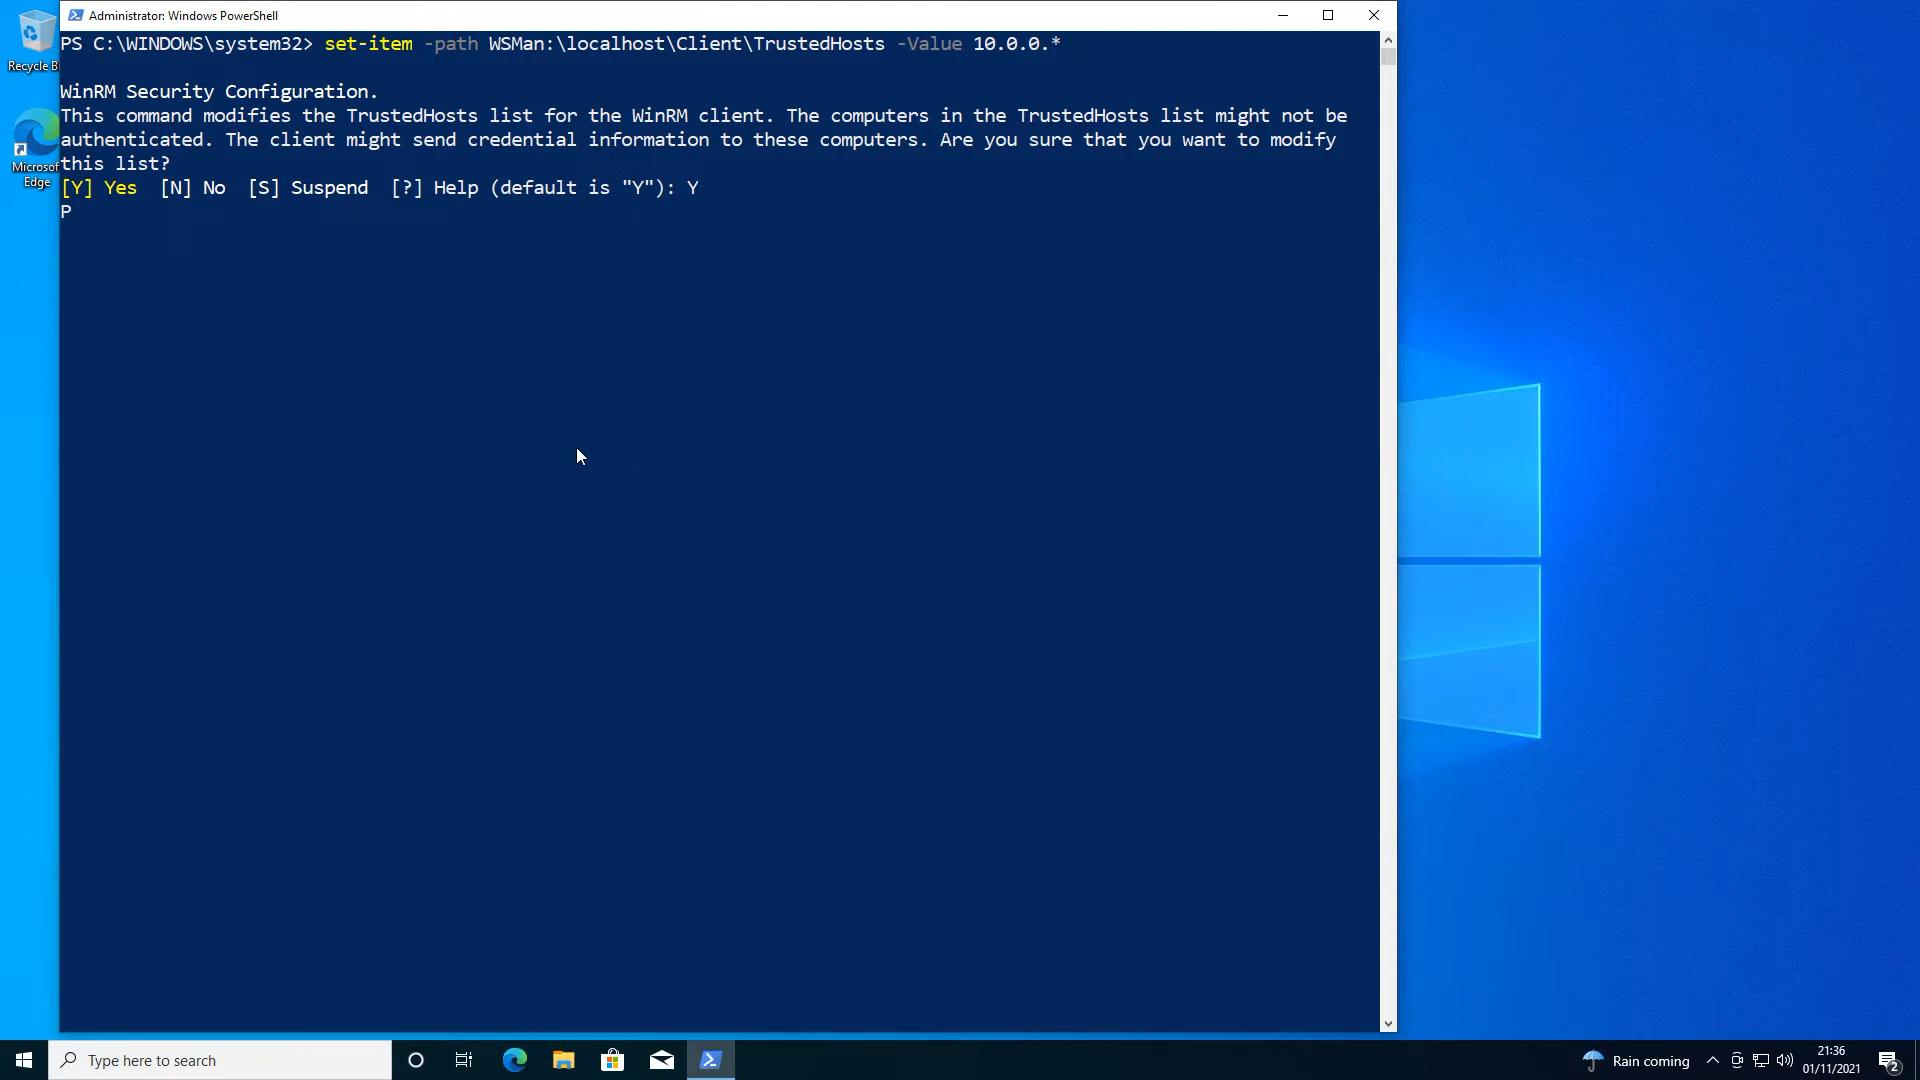 Recycle B
Microsof
Edge
Administrator: Windows PowerShell
PS C:\WINDOWS\system32> set-item -path WSMan:\localhost\Client\TrustedHosts -Value 10.0.0.*
WinRM Security Configuration.
This command modifies the TrustedHosts list for the WinRM client. The computers in the TrustedHosts list might not be
authenticated. The client might send credential information to these computers. Are you sure that you want to modify
this list?
[Y] Yes  [N] No  [S] Suspend  [?] Help (default is "Y"): Y
P
Type here to search
Rain coming
21:36
01/11/2021
2